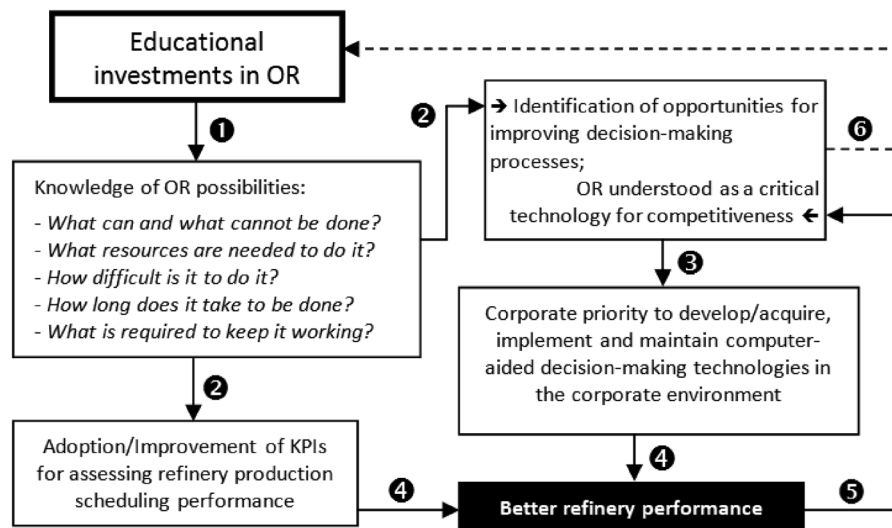 Educational
investments in OR
❶
Knowledge of OR possibilities:
- What can and what cannot be done?
- What resources are needed to do it?
- How difficult is it to do it?
- How long does it take to be done?
- What is required to keep it working?
❷
Adoption/Improvement of KPIs
for assessing refinery production
scheduling performance
❷
→ Identification of opportunities for
improving decision-making
processes;
OR understood as a critical
technology for competitiveness ←
❻
❸
Corporate priority to develop/acquire,
implement and maintain computer-
aided decision-making technologies in
the corporate environment
❹
❹
Better refinery performance
❺